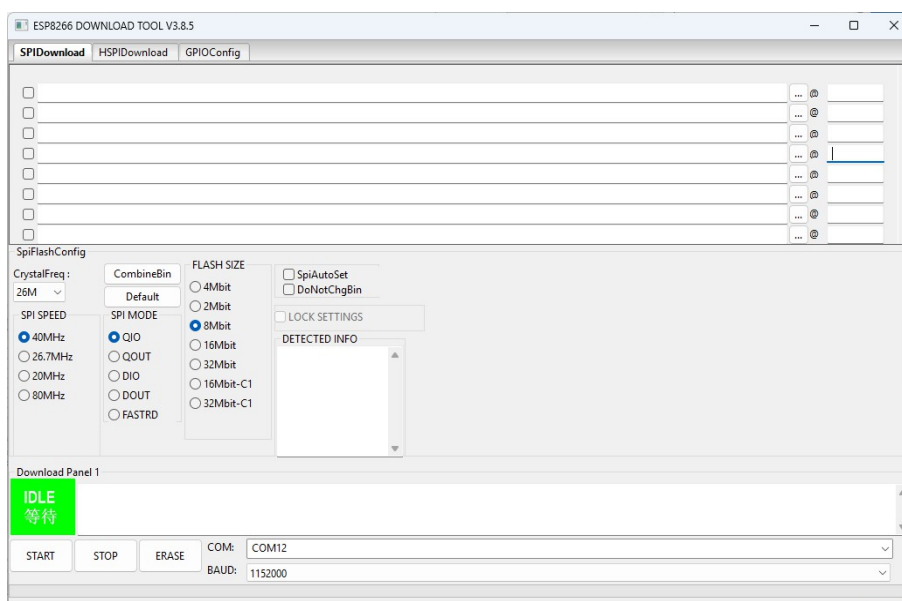 ESP8266 DOWNLOAD TOOL V3.8.5
SPIDownload HSPIDownload GPIOConfig
... @
... @
... @
... @
... @
... @
... @
... @
SpiFlashConfig
CrystalFreq :
26M
CombineBin
Default
SPI SPEED
40MHz
26.7MHz
20MHz
80MHz
SPI MODE
QIO
QOUT
DIO
DOUT
FASTRD
FLASH SIZE
4Mbit
2Mbit
8Mbit
16Mbit
32Mbit
16Mbit-C1
32Mbit-C1
SpiAutoSet
DoNotChgBin
LOCK SETTINGS
DETECTED INFO
Download Panel 1
IDLE
等待
START STOP ERASE
COM: COM12
BAUD: 1152000